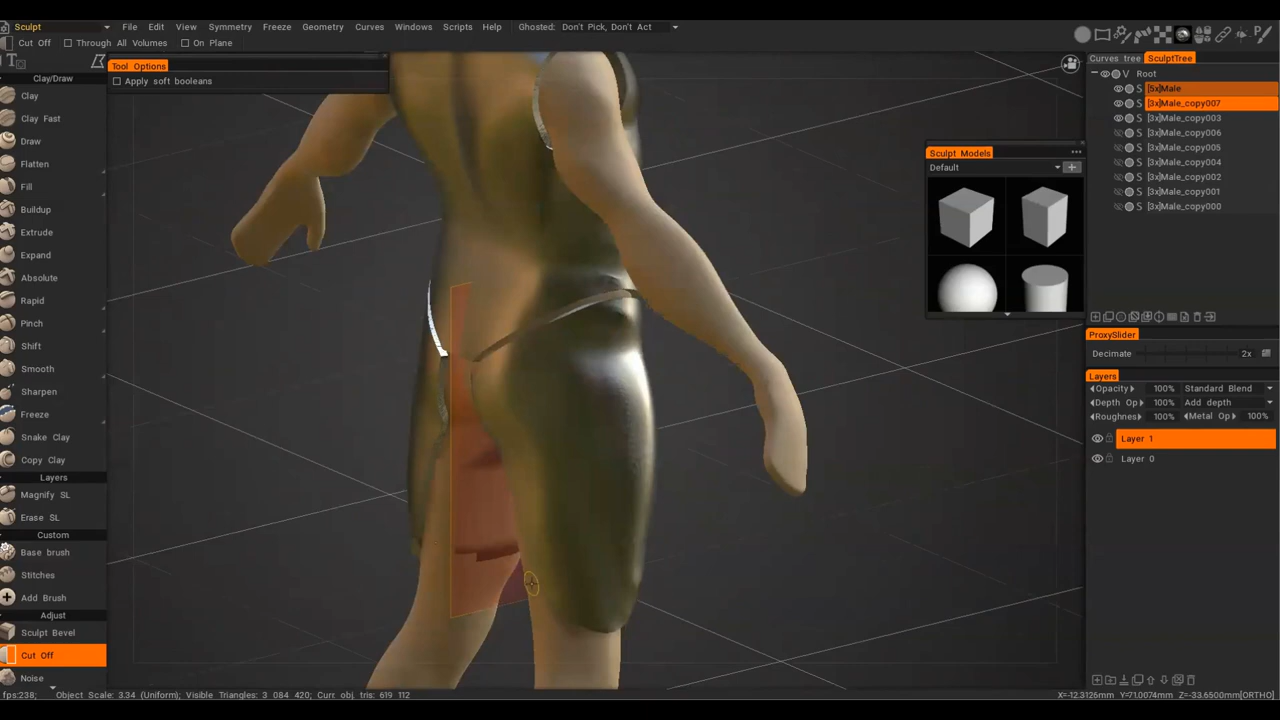 Sculpt File Edit View Symmetry Freeze Geometry Curves Windows Scripts Help Ghosted: Don't Pick, Don't Act
Cut Off Through All Volumes On Plane
Tool Options
Apply soft booleans
Clay/Draw
Clay
Clay Fast
Draw
Flatten
Fill
Buildup
Extrude
Expand
Absolute
Rapid
Pinch
Shift
Smooth
Sharpen
Freeze
Snake Clay
Copy Clay
Layers
Magnify SL
Erase SL
Custom
Base brush
Stitches
Add Brush
Adjust
Sculpt Bevel
Cut Off
Noise
Sculpt Models
Default
Curves tree SculptTree
V Root
S [5x]Male
S [3x]Male_copy007
S [3x]Male_copy003
S [3x]Male_copy006
S [3x]Male_copy005
S [3x]Male_copy004
S [3x]Male_copy002
S [3x]Male_copy001
S [3x]Male_copy000
ProxySlider
Decimate 2x
Layers
Opacity 100% Standard Blend
Depth Op 100% Add depth
Roughness 100% Metal Op 100%
Layer 1
Layer 0
fps:238; Object Scale: 3.34 (Uniform); Visible Triangles: 3 084 420; Curr. obj. tris: 619 112 X=-12.3126mm Y=71.0074mm Z=-33.6500mm[ORTHO]